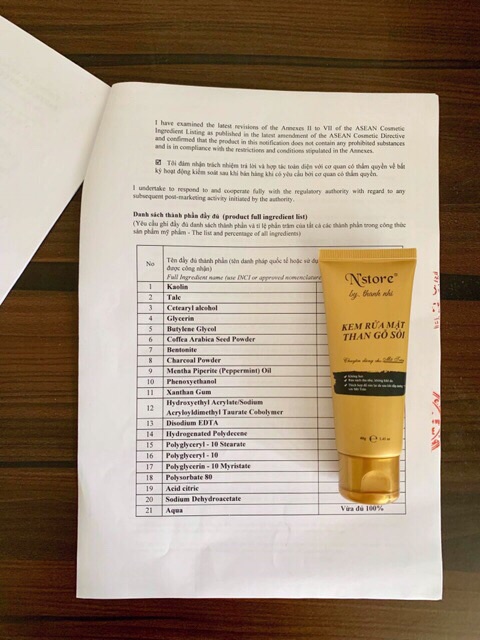 I have examined the latest revisions of the Annexes II to VII of the ASEAN Cosmetic
Ingredient Listing as published in the latest amendment of the ASEAN Cosmetic Directive
and confirmed that the product in this notification does not contain any prohibited substances
and is in compliance with the restrictions and conditions stipulated in the Annexes.
Tôi đảm nhận trách nhiệm trả lời và hợp tác toàn diện với cơ quan có thẩm quyền về bất
kỳ hoạt động kiểm soát sau khi bán hàng khi có yêu cầu bởi cơ quan có thẩm quyền.
I undertake to respond to and cooperate fully with the regulatory authority with regard to any
subsequent post-marketing activity initiated by the authority.
Danh sách thành phần đầy đủ (product full ingredient list)
(Yêu cầu ghi đầy đủ danh sách thành phần và tỉ lệ phần trăm của tất cả các thành phần trong công thức
sản phẩm mỹ phẩm - The list and percentage of all ingredients)
No
Tên đầy đủ thành phần (tên danh pháp quốc tế hoặc sử dụ
được công nhận)
Full Ingredient name (use INCI or approved nomenclature
1 Kaolin
2 Talc
3 Cetearyl alcohol
4 Glycerin
5 Butylene Glycol
6 Coffea Arabica Seed Powder
7 Bentonite
8 Charcoal Powder
9 Mentha Piperite (Peppermint) Oil
10 Phenoxyethanol
11 Xanthan Gum
12 Hydroxyethyl Acrylate/Sodium
Acryloyldimethyl Taurate Cobolymer
13 Disodium EDTA
14 Hydrogenated Polydecene
15 Polyglyceryl - 10 Stearate
16 Polyglyceryl - 10
17 Polyglycerin - 10 Myristate
18 Polysorbate 80
19 Acid citric
20 Sodium Dehydroacetate
21 Aqua Vừa đủ 100%
N'store®
by. thanh nhi
KEM RỬA MẶT
THAN GỖ SỒI
Chuyên dùng cho